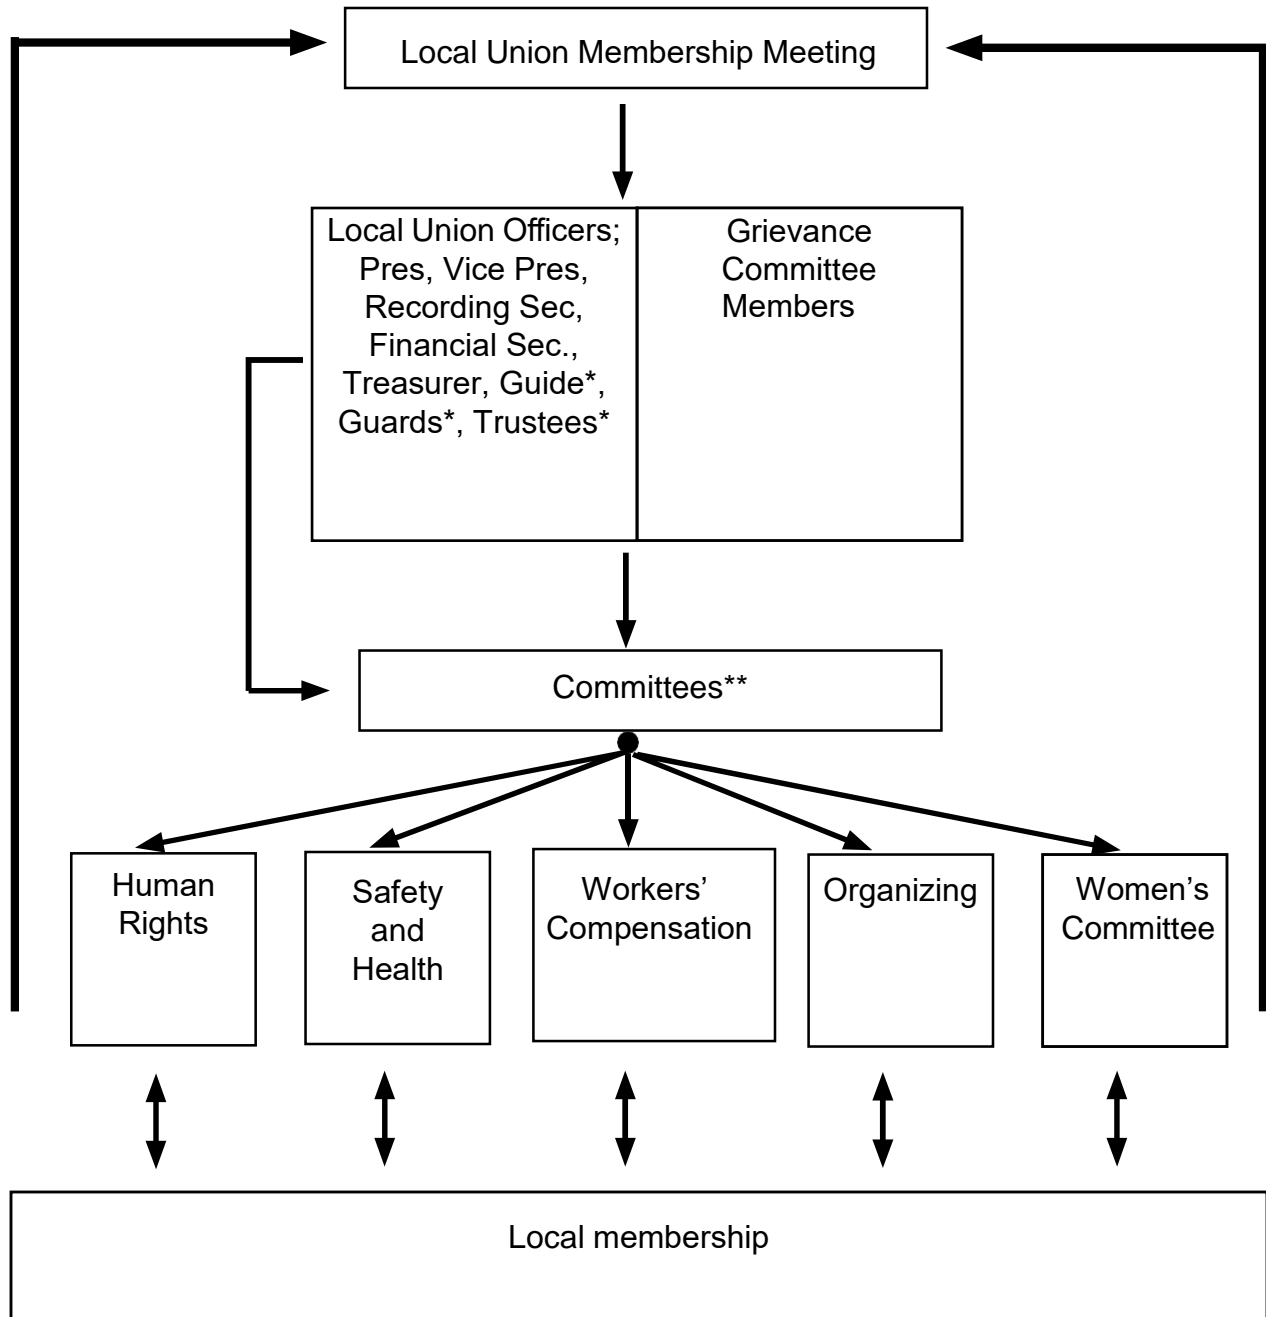 Local Union Membership Meeting
Local Union Officers;
Pres, Vice Pres,
Recording Sec,
Financial Sec.,
Treasurer, Guide*,
Guards*, Trustees*
Grievance
Committee
Members
Committees**
Human
Rights
Safety
and
Health
Workers’
Compensation
Organizing
Women’s
Committee
Local membership